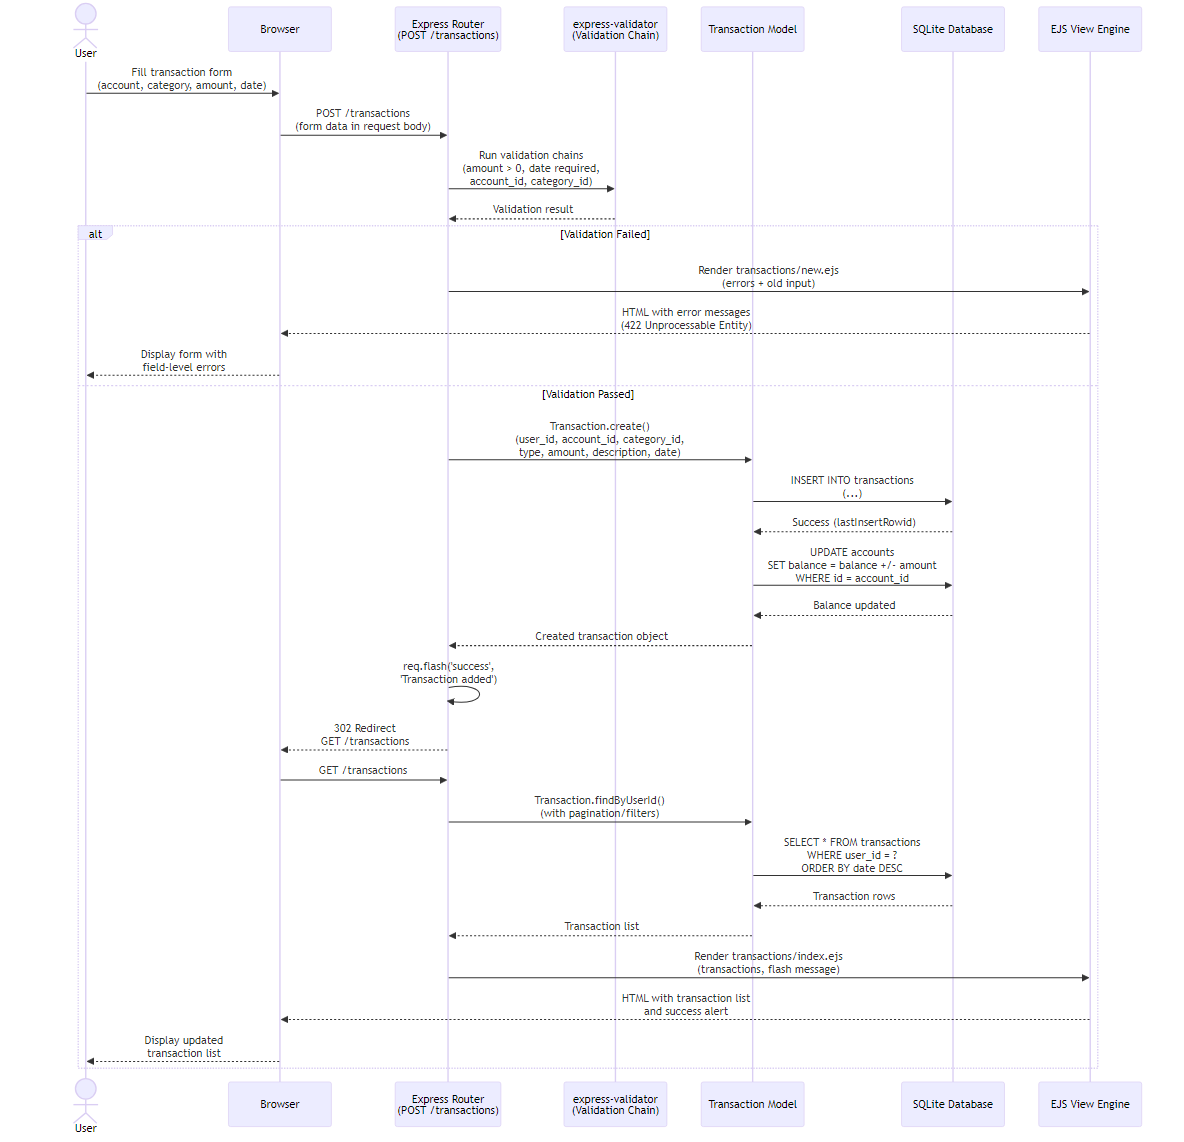 User
Browser
Express Router
(POST /transactions)
express-validator
(Validation Chain)
Transaction Model
SQLite Database
EJS View Engine
Fill transaction form
(account, category, amount, date)
POST /transactions
(form data in request body)
Run validation chains
(amount > 0, date required,
account_id, category_id)
Validation result
alt
[Validation Failed]
Render transactions/new.ejs
(errors + old input)
HTML with error messages
(422 Unprocessable Entity)
Display form with
field-level errors
[Validation Passed]
Transaction.create()
(user_id, account_id, category_id,
type, amount, description, date)
INSERT INTO transactions
(...)
Success (lastInsertRowid)
UPDATE accounts
SET balance = balance +/- amount
WHERE id = account_id
Balance updated
Created transaction object
req.flash('success',
'Transaction added')
302 Redirect
GET /transactions
GET /transactions
Transaction.findByUserId()
(with pagination/filters)
SELECT * FROM transactions
WHERE user_id = ?
ORDER BY date DESC
Transaction rows
Transaction list
Render transactions/index.ejs
(transactions, flash message)
HTML with transaction list
and success alert
Display updated
transaction list
User
Browser
Express Router
(POST /transactions)
express-validator
(Validation Chain)
Transaction Model
SQLite Database
EJS View Engine